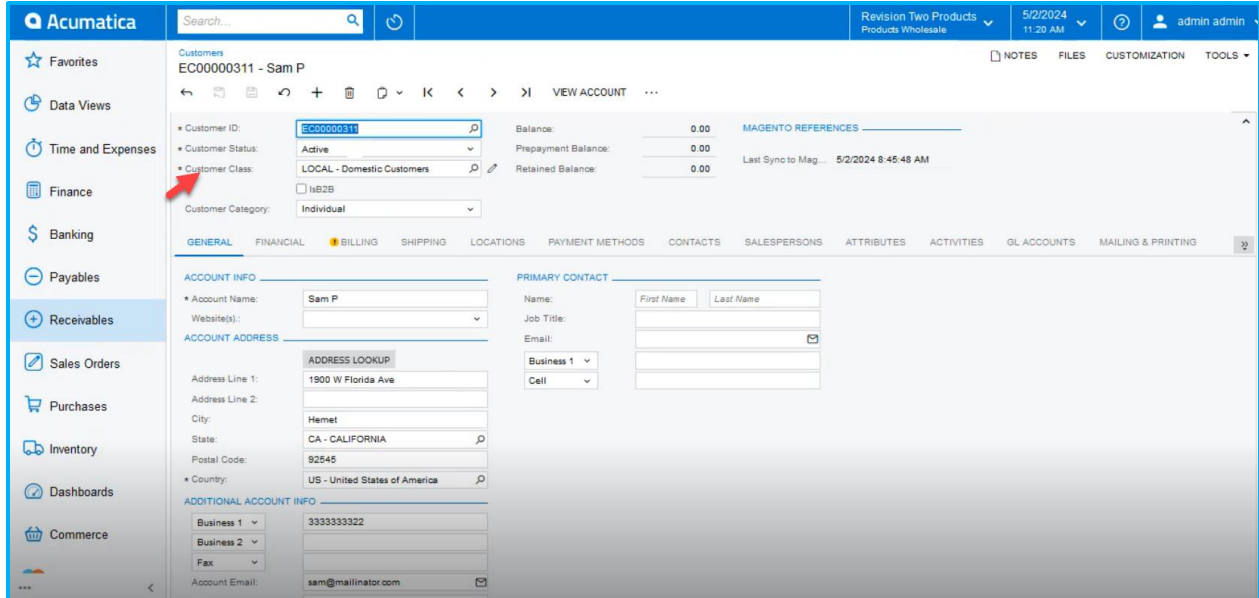 Acumatica
Search...
Revision Two Products
Products Wholesale
5/2/2024
11:20 AM
admin admin
Favorites
Data Views
Time and Expenses
Finance
Banking
Payables
Receivables
Sales Orders
Purchases
Inventory
Dashboards
Commerce
Customers
EC00000311 - Sam P
NOTES FILES CUSTOMIZATION TOOLS
VIEW ACCOUNT ...
* Customer ID: EC00000311
* Customer Status: Active
* Customer Class: LOCAL - Domestic Customers
IsB2B
Customer Category: Individual
Balance: 0.00
Prepayment Balance: 0.00
Retained Balance: 0.00
MAGENTO REFERENCES
Last Sync to Mag... 5/2/2024 8:45:48 AM
GENERAL FINANCIAL BILLING SHIPPING LOCATIONS PAYMENT METHODS CONTACTS SALESPERSONS ATTRIBUTES ACTIVITIES GL ACCOUNTS MAILING & PRINTING
ACCOUNT INFO
* Account Name: Sam P
Website(s).:
ACCOUNT ADDRESS
ADDRESS LOOKUP
Address Line 1: 1900 W Florida Ave
Address Line 2:
City: Hemet
State: CA - CALIFORNIA
Postal Code: 92545
* Country: US - United States of America
ADDITIONAL ACCOUNT INFO
Business 1 3333333322
Business 2
Fax
Account Email: sam@mailinator.com
PRIMARY CONTACT
Name: First Name Last Name
Job Title:
Email:
Business 1
Cell